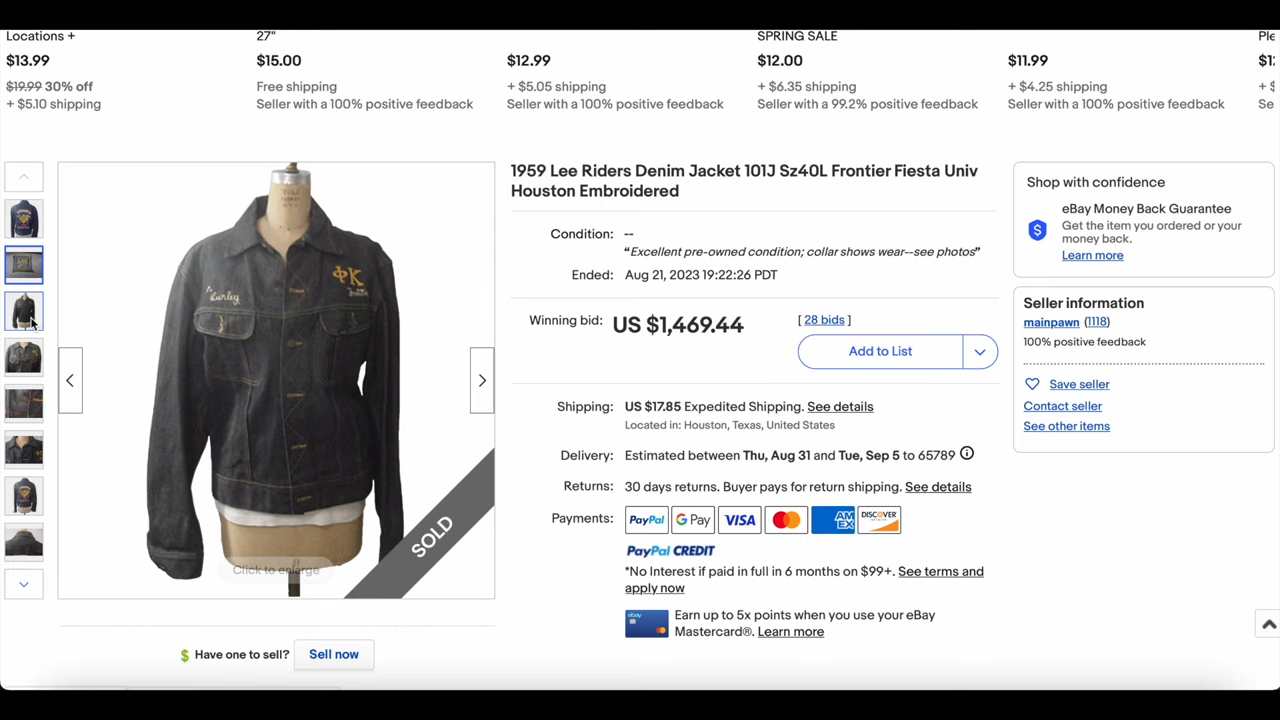 Locations +
27"
SPRING SALE
$13.99
$15.00
$12.99
$12.00
$11.99
$19.99 30% off
+ $5.10 shipping
Free shipping
Seller with a 100% positive feedback
+ $5.05 shipping
Seller with a 100% positive feedback
+ $6.35 shipping
Seller with a 99.2% positive feedback
+ $4.25 shipping
Seller with a 100% positive feedback
1959 Lee Riders Denim Jacket 101J Sz40L Frontier Fiesta Univ
Houston Embroidered
Condition: --
“Excellent pre-owned condition; collar shows wear--see photos”
Ended: Aug 21, 2023 19:22:26 PDT
Winning bid: US $1,469.44
[ 28 bids ]
Add to List
Shipping: US $17.85 Expedited Shipping. See details
Located in: Houston, Texas, United States
Delivery: Estimated between Thu, Aug 31 and Tue, Sep 5 to 65789
Returns: 30 days returns. Buyer pays for return shipping. See details
Payments: PayPal G Pay VISA AM EX DISCOVER
PayPal CREDIT
*No Interest if paid in full in 6 months on $99+. See terms and
apply now
Earn up to 5x points when you use your eBay
Mastercard®. Learn more
Shop with confidence
eBay Money Back Guarantee
Get the item you ordered or your
money back.
Learn more
Seller information
mainpawn (1118)
100% positive feedback
Save seller
Contact seller
See other items
Curley
ΦK
SOLD
Click to enlarge
Have one to sell? Sell now